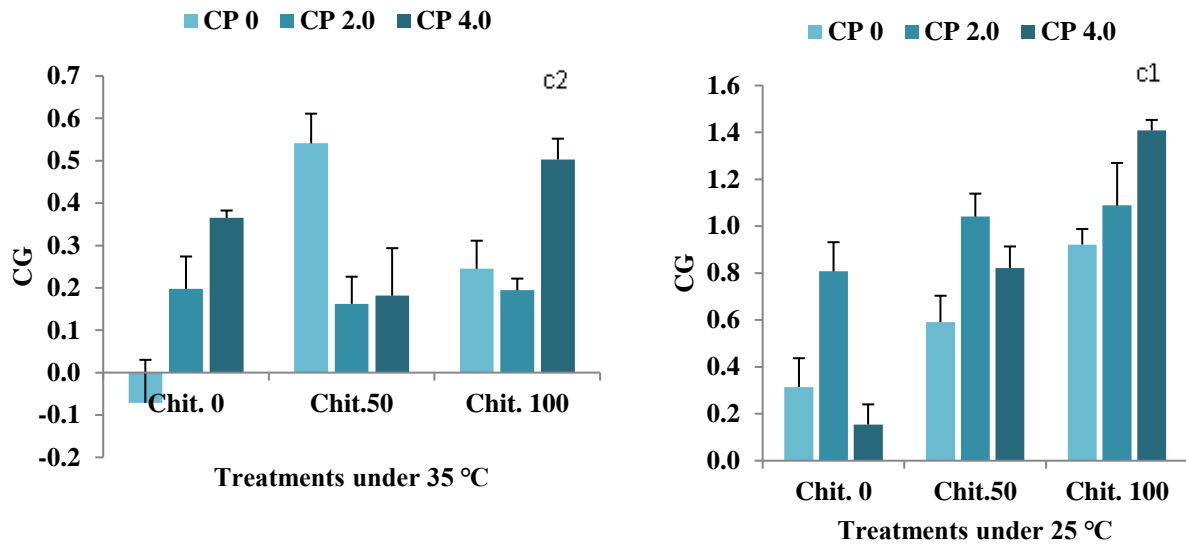 CP 0 CP 2.0 CP 4.0
c2
0.7
0.6
0.5
0.4
0.3
0.2
0.1
0.0
-0.1
-0.2
CG
Chit. 0 Chit.50 Chit. 100
Treatments under 35 °C
CP 0 CP 2.0 CP 4.0
c1
1.6
1.4
1.2
1.0
0.8
0.6
0.4
0.2
0.0
CG
Chit. 0 Chit.50 Chit. 100
Treatments under 25 °C